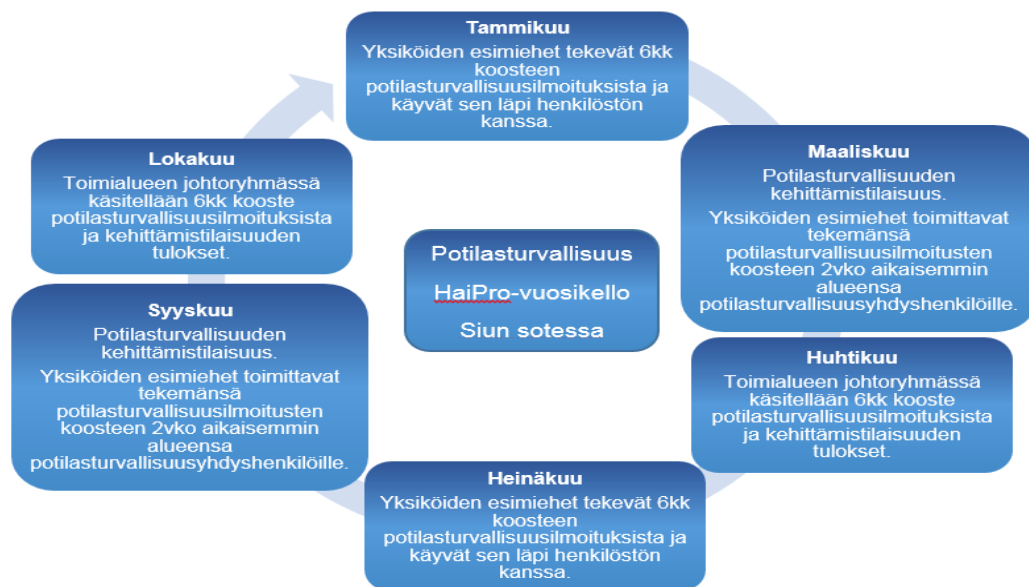 Tammikuu
Yksiköiden esimiehet tekevät 6kk
koosteen
potilasturvallisuusilmoituksista ja
käyvät sen läpi henkilöstön
kanssa.
Maaliskuu
Potilasturvallisuuden
kehittämistilaisuus.
Yksiköiden esimiehet toimittavat
tekemänsä
potilasturvallisuusilmoitusten
koosteen 2vko aikaisemmin
alueensa
potilasturvallisuusyhdyshenkilöille.
Huhtikuu
Toimialueen johtoryhmässä
käsitellään 6kk kooste
potilasturvallisuusilmoituksista
ja kehittämistilaisuuden
tulokset.
Heinäkuu
Yksiköiden esimiehet tekevät 6kk
koosteen
potilasturvallisuusilmoituksista ja
käyvät sen läpi henkilöstön
kanssa.
Syyskuu
Potilasturvallisuuden
kehittämistilaisuus.
Yksiköiden esimiehet toimittavat
tekemänsä
potilasturvallisuusilmoitusten
koosteen 2vko aikaisemmin
alueensa
potilasturvallisuusyhdyshenkilöille.
Lokakuu
Toimialueen johtoryhmässä
käsitellään 6kk kooste
potilasturvallisuusilmoituksista
ja kehittämistilaisuuden
tulokset.
Potilasturvallisuus
HaiPro-vuosikello
Siun sotessa